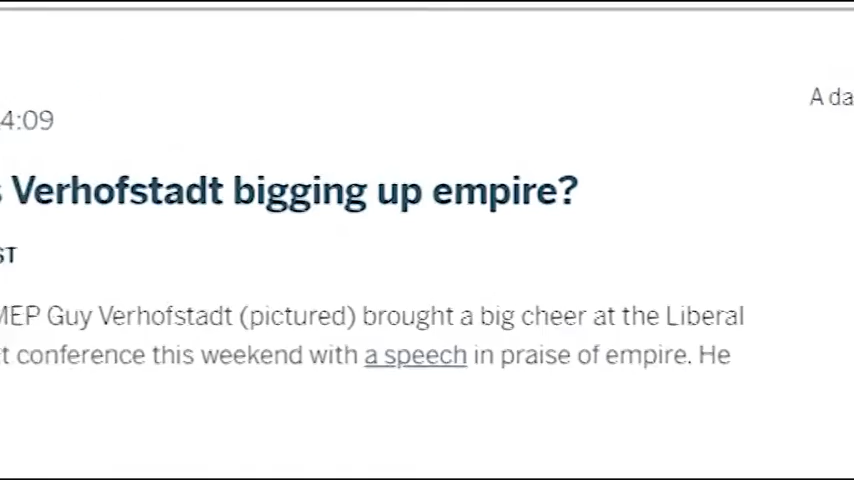 A da
4:09
Verhofstadt bigging up empire?
ST
MEP Guy Verhofstadt (pictured) brought a big cheer at the Liberal
t conference this weekend with a speech in praise of empire. He